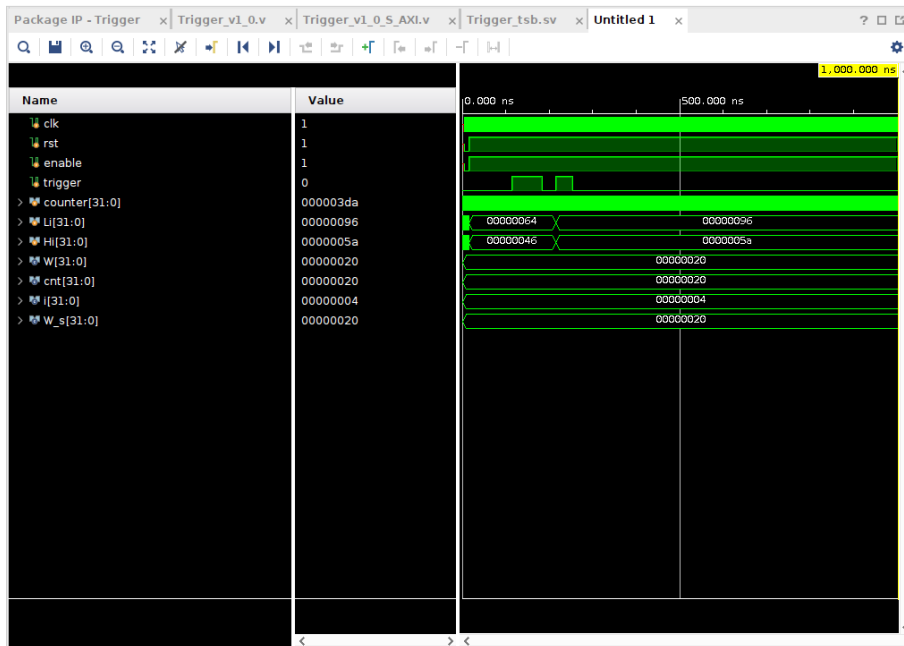 Package IP - Trigger × Trigger_v1_0.v × Trigger_v1_0_S_AXI.v × Trigger_tsb.sv × Untitled 1 × ?
1,000.000 ns
Name Value 0.000 ns 500.000 ns
clk 1
rst 1
enable 1
trigger 0
counter[31:0] 000003da
Li[31:0] 00000096 00000064 00000096
Hi[31:0] 0000005a 00000046 0000005a
W[31:0] 00000020 00000020
cnt[31:0] 00000020 00000020
i[31:0] 00000004 00000004
W_s[31:0] 00000020 00000020